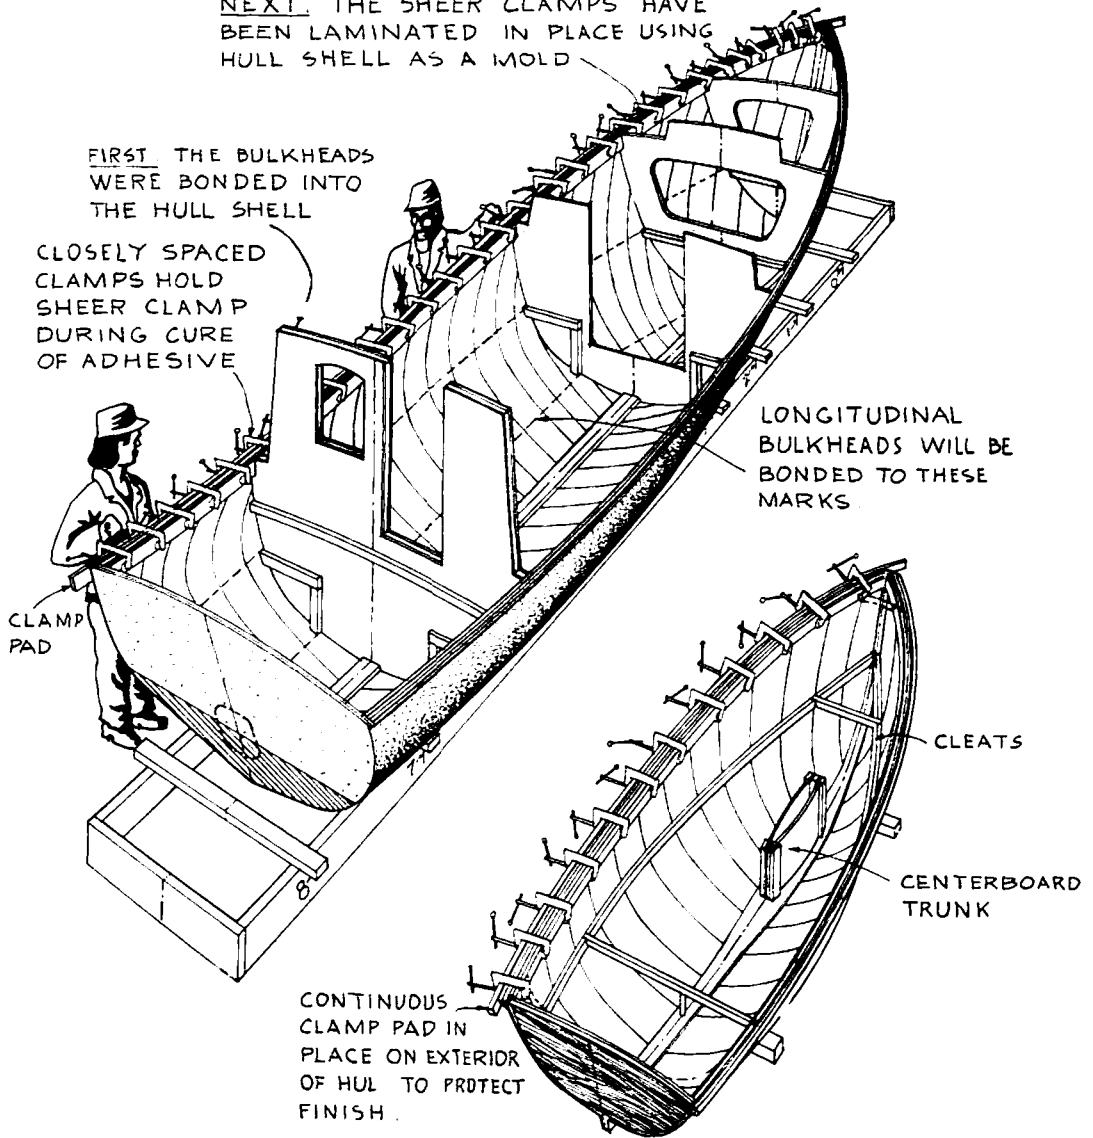 NEXT. THE SHEER CLAMPS HAVE
BEEN LAMINATED IN PLACE USING
HULL SHELL AS A MOLD
FIRST. THE BULKHEADS
WERE BONDED INTO
THE HULL SHELL
CLOSELY SPACED
CLAMPS HOLD
SHEER CLAMP
DURING CURE
OF ADHESIVE
LONGITUDINAL
BULKHEADS WILL BE
BONDED TO THESE
MARKS
CLAMP
PAD
8
CLEATS
CENTERBOARD
TRUNK
CONTINUOUS
CLAMP PAD IN
PLACE ON EXTERIOR
OF HUL TO PROTECT
FINISH.